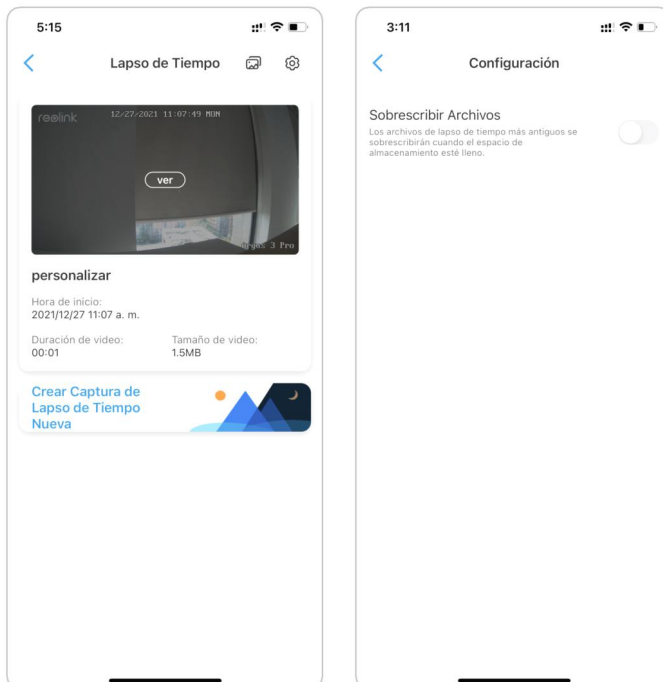 5:15
Lapso de Tiempo
reolink
12/27/2021 11:07:49 MON
ver
Argus 3 Pro
personalizar
Hora de inicio:
2021/12/27 11:07 a. m.
Duración de video:
Tamaño de video:
00:01
1.5MB
Crear Captura de
Lapso de Tiempo
Nueva
3:11
Configuración
Sobrescribir Archivos
Los archivos de lapso de tiempo más antiguos se
sobrescribirán cuando el espacio de
almacenamiento esté lleno.